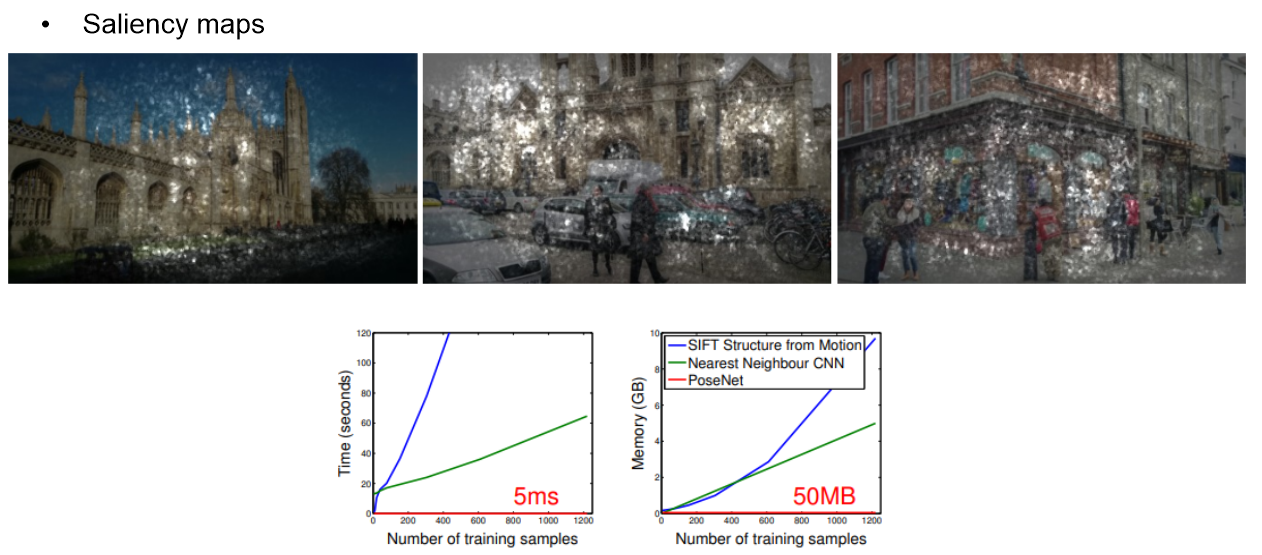 • Saliency maps
120
100
80
60
40
20
0
Time (seconds)
5ms
0 200 400 600 800 1000 1200
Number of training samples
10
8
6
4
2
0
Memory (GB)
SIFT Structure from Motion
Nearest Neighbour CNN
PoseNet
50MB
0 200 400 600 800 1000 1200
Number of training samples